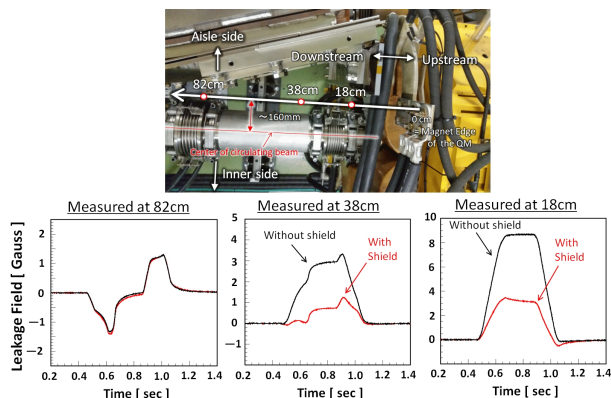 Aisle side
Downstream
Upstream
82cm
38cm
18cm
～160mm
0 cm
= Magnet Edge
of the QM
Center of circulating beam
Inner side
Measured at 82cm
Measured at 38cm
Measured at 18cm
Leakage Field [ Gauss ]
2
1
0
−1
−2
0.2 0.4 0.6 0.8 1.0 1.2 1.4
Time [ sec ]
5
4
3
2
1
0
−1
Without shield
With
Shield
0.2 0.4 0.6 0.8 1.0 1.2 1.4
Time [ sec ]
10
8
6
4
2
0
Without shield
With
Shield
0.2 0.4 0.6 0.8 1.0 1.2 1.4
Time [ sec ]